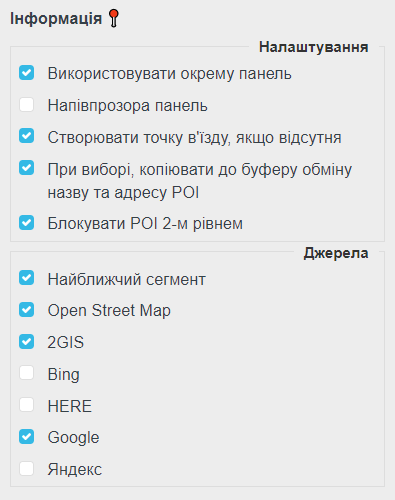 Інформація
Налаштування
Використовувати окрему панель
Напівпрозора панель
Створювати точку в'їзду, якщо відсутня
При виборі, копіювати до буферу обміну
назву та адресу POI
Блокувати POI 2-м рівнем
Джерела
Найближчий сегмент
Open Street Map
2GIS
Bing
HERE
Google
Яндекс